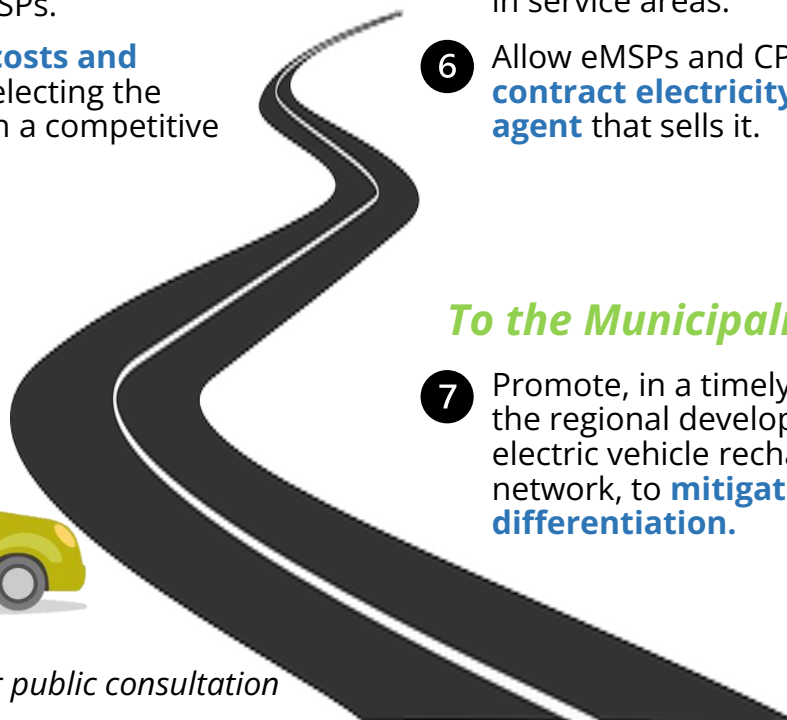 SPs.
costs and
electing the
n a competitive
r public consultation
in service areas.
6 Allow eMSPs and CP
contract electricity
agent that sells it.
To the Municipali
7 Promote, in a timely
the regional develop
electric vehicle recha
network, to mitigat
differentiation.